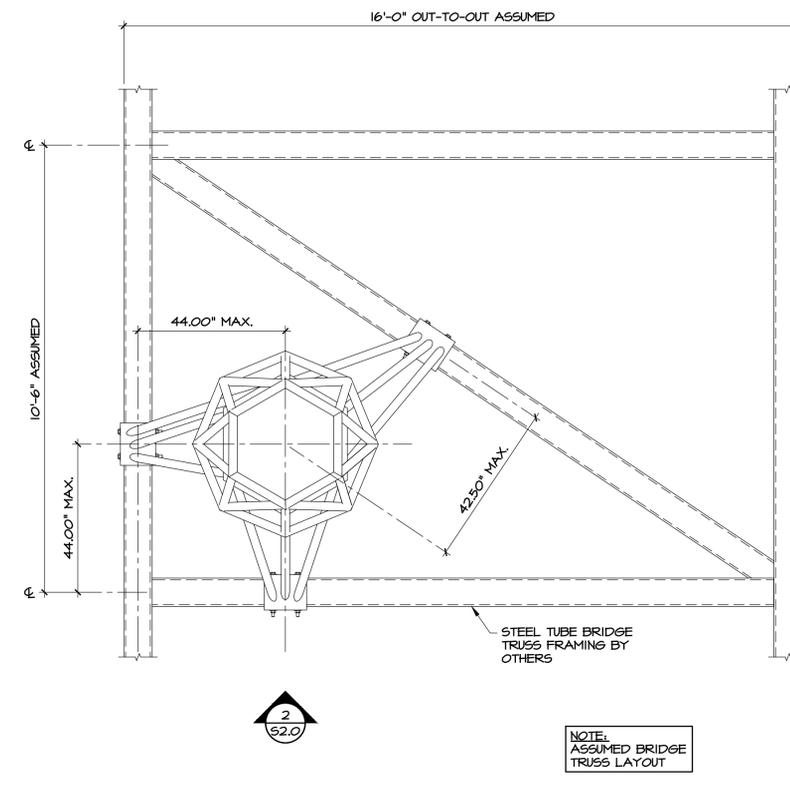 16'-0" OUT-TO-OUT ASSUMED
℄
10'-6" ASSUMED
44.00" MAX.
44.00" MAX.
42.50" MAX.
℄
STEEL TUBE BRIDGE
TRUSS FRAMING BY
OTHERS
2
S2.0
NOTE:
ASSUMED BRIDGE
TRUSS LAYOUT